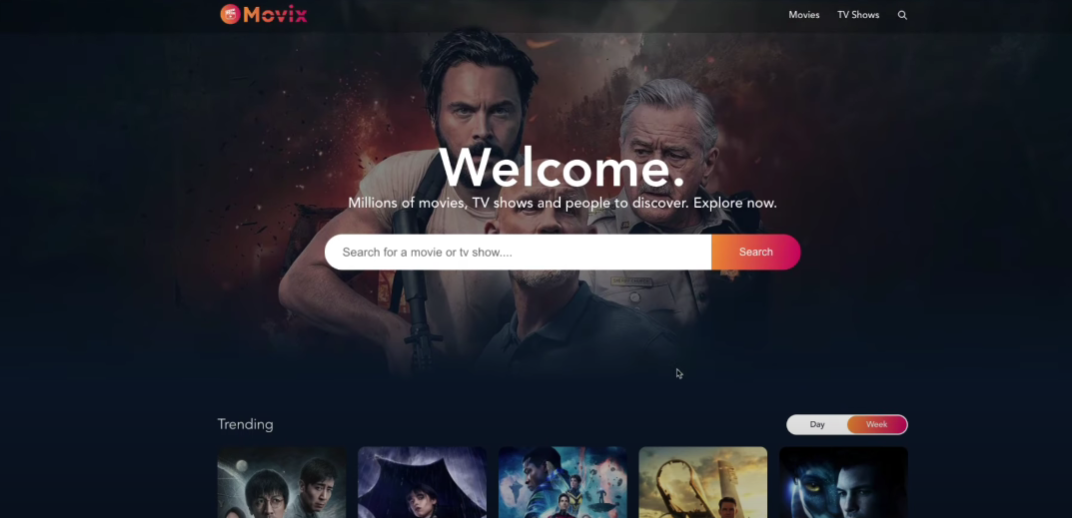 Movix
Movies
TV Shows
Welcome.
Millions of movies, TV shows and people to discover. Explore now.
Search for a movie or tv show....
Search
Trending
Day
Week